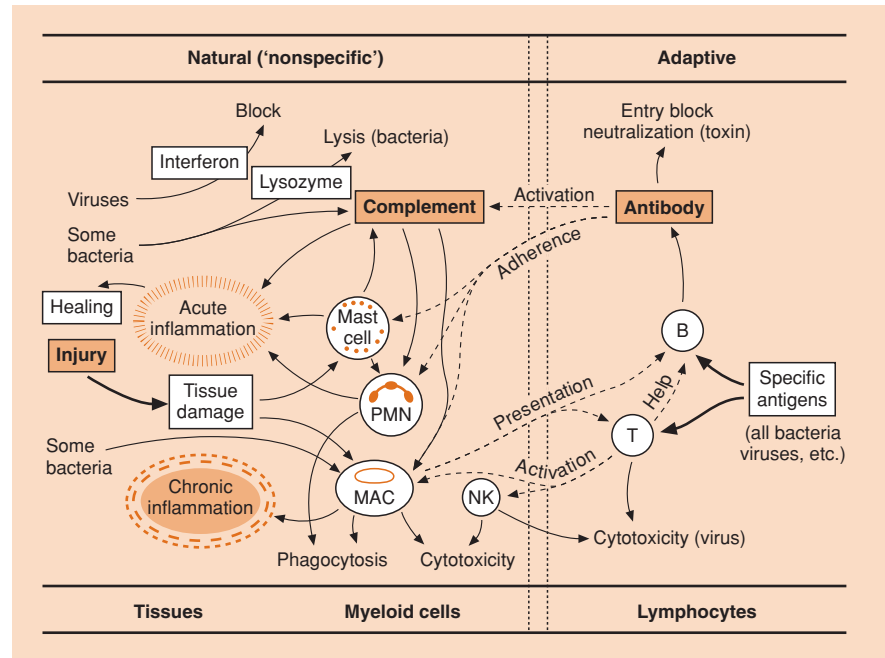 Natural (‘nonspecific’)
Adaptive
Block
Entry block
neutralization (toxin)
Lysis (bacteria)
Interferon
Lysozyme
Viruses
Activation
Complement
Antibody
Some
bacteria
Adherence
Healing
Acute
inflammation
Mast
cell
B
Injury
Specific
antigens
Tissue
damage
PMN
Presentation
Help
T
(all bacteria
viruses, etc.)
Some
bacteria
Activation
Chronic
inflammation
MAC
NK
Cytotoxicity (virus)
Phagocytosis
Cytotoxicity
Tissues
Myeloid cells
Lymphocytes